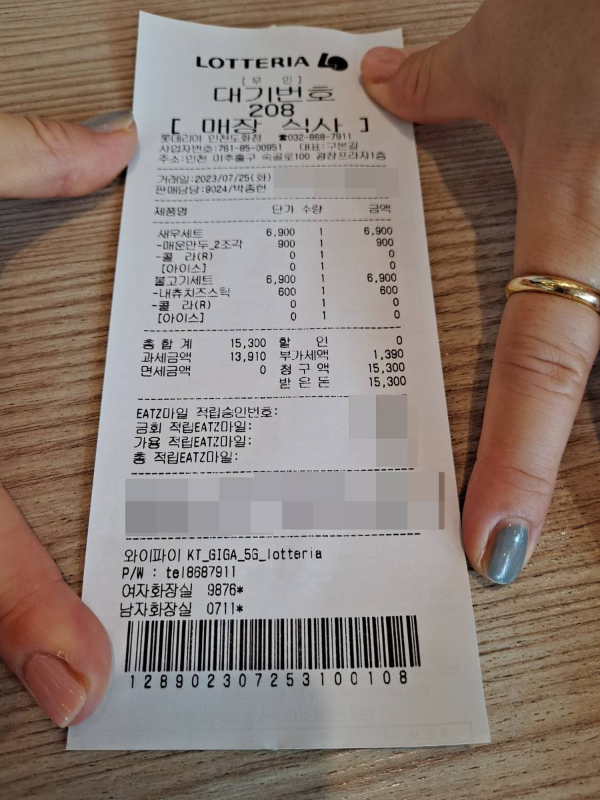 LOTTERIA
[ 무 인 ]
대기번호
208
[ 매장 식사 ]
롯데리아 인천도화점 ☎032-868-7911
사업자번호:761-85-00951 대표:구본길
주소:인천 미추홀구 숙골로100 광장프라자1층
거래일:2023/07/25(화)
판매담당:9024/박종현
제품명 단가 수량 금액
새우세트 6,900 1 6,900
-매운만두_2조각 900 1 900
-콜 라(R) 0 1 0
[아이스] 0 1 0
불고기세트 6,900 1 6,900
-내츄치즈스틱 600 1 600
-콜 라(R) 0 1 0
[아이스] 0 1 0
총 합 계 15,300 할 인 0
과세금액 13,910 부가세액 1,390
면세금액 0 청 구 액 15,300
받 은 돈 15,300
EATZ마일 적립승인번호:
금회 적립EATZ마일:
가용 적립EATZ마일:
총 적립EATZ마일:
와이파이 KT_GIGA_5G_lotteria
P/W : tel8687911
여자화장실 9876*
남자화장실 0711*
128902307253100108